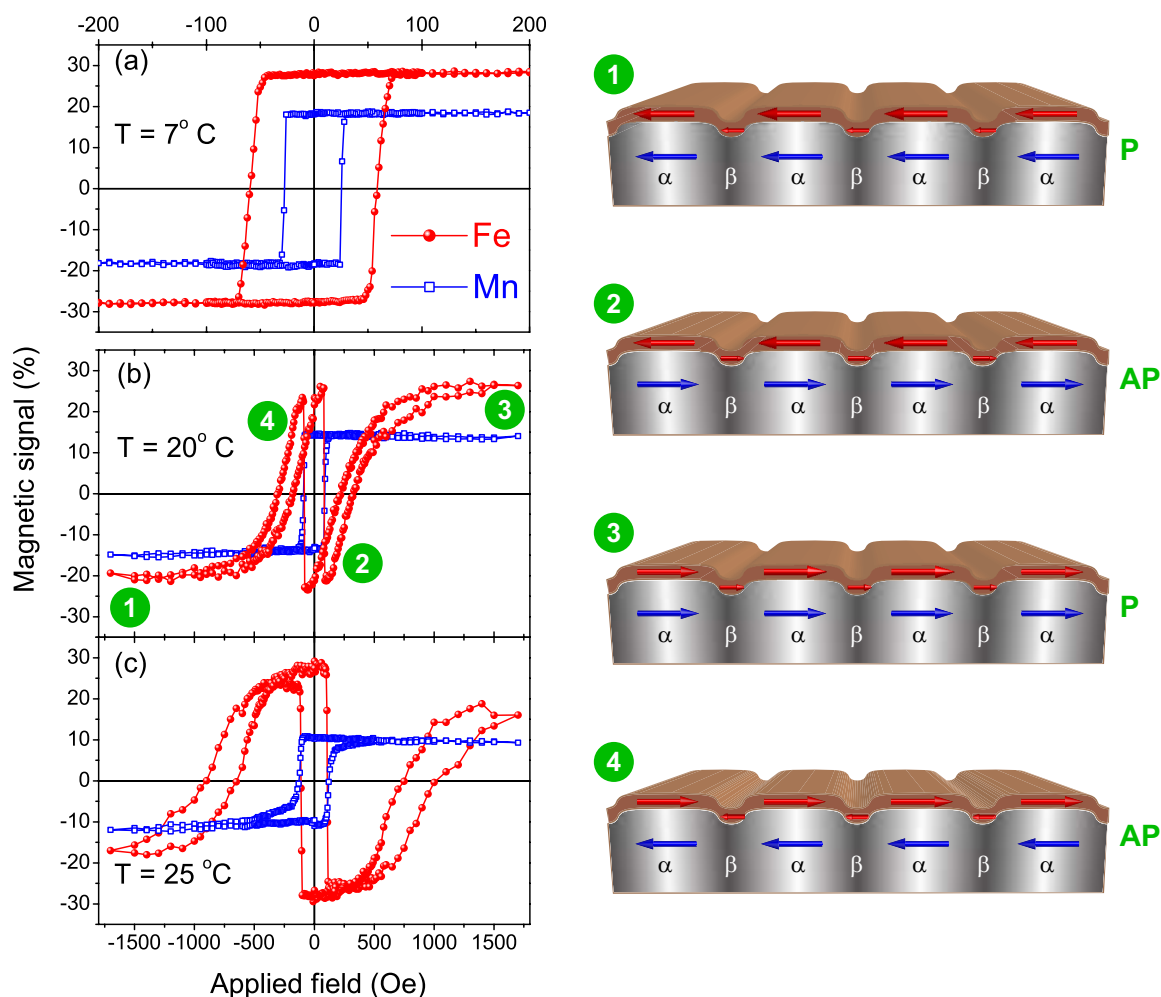 -200 -100 0 100 200
(a)
T = 7° C
30
20
10
0
-10
-20
-30
Fe
Mn
Magnetic signal (%)
(b)
T = 20° C
30
20
10
0
-10
-20
-30
4
3
2
1
(c)
T = 25 °C
30
20
10
0
-10
-20
-30
-1500 -1000 -500 0 500 1000 1500
Applied field (Oe)
1
P
α β α β α β α
2
AP
α β α β α β α
3
P
α β α β α β α
4
AP
α β α β α β α